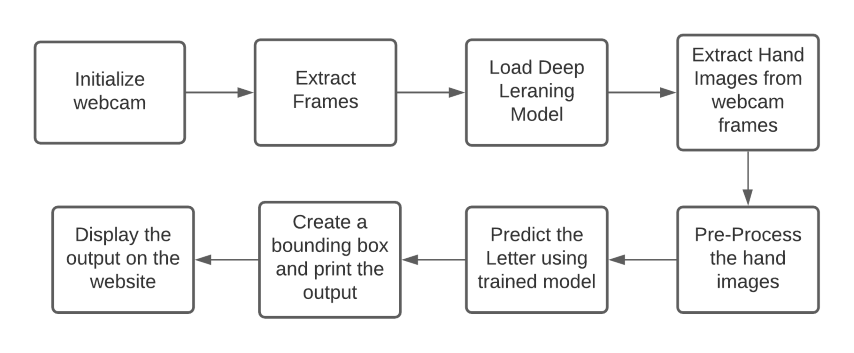 Initialize
webcam
Extract
Frames
Load Deep
Leraning
Model
Extract Hand
Images from
webcam
frames
Pre-Process
the hand
images
Predict the
Letter using
trained model
Create a
bounding box
and print the
output
Display the
output on the
website